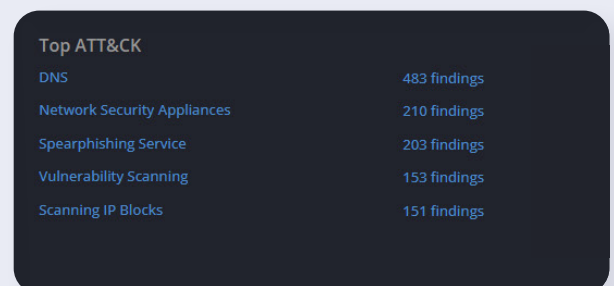 Top ATT&CK
DNS 483 findings
Network Security Appliances 210 findings
Spearphishing Service 203 findings
Vulnerability Scanning 153 findings
Scanning IP Blocks 151 findings